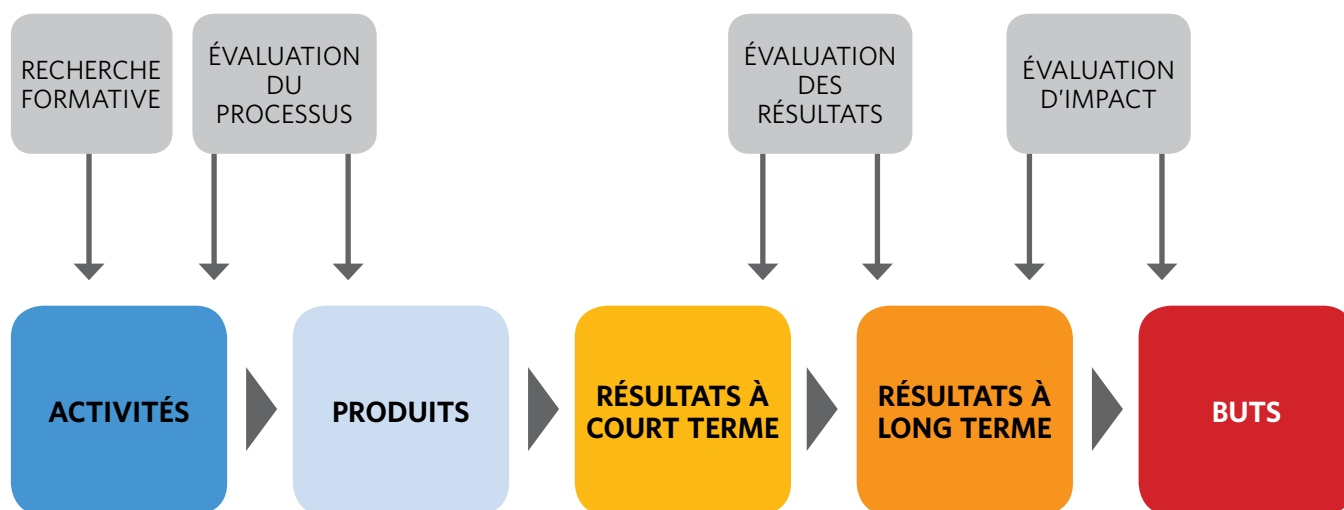 RECHERCHE
FORMATIVE
ÉVALUATION
DU
PROCESSUS
ÉVALUATION
DES
RÉSULTATS
ÉVALUATION
D'IMPACT
ACTIVITÉS
PRODUITS
RÉSULTATS À
COURT TERME
RÉSULTATS À
LONG TERME
BUTS